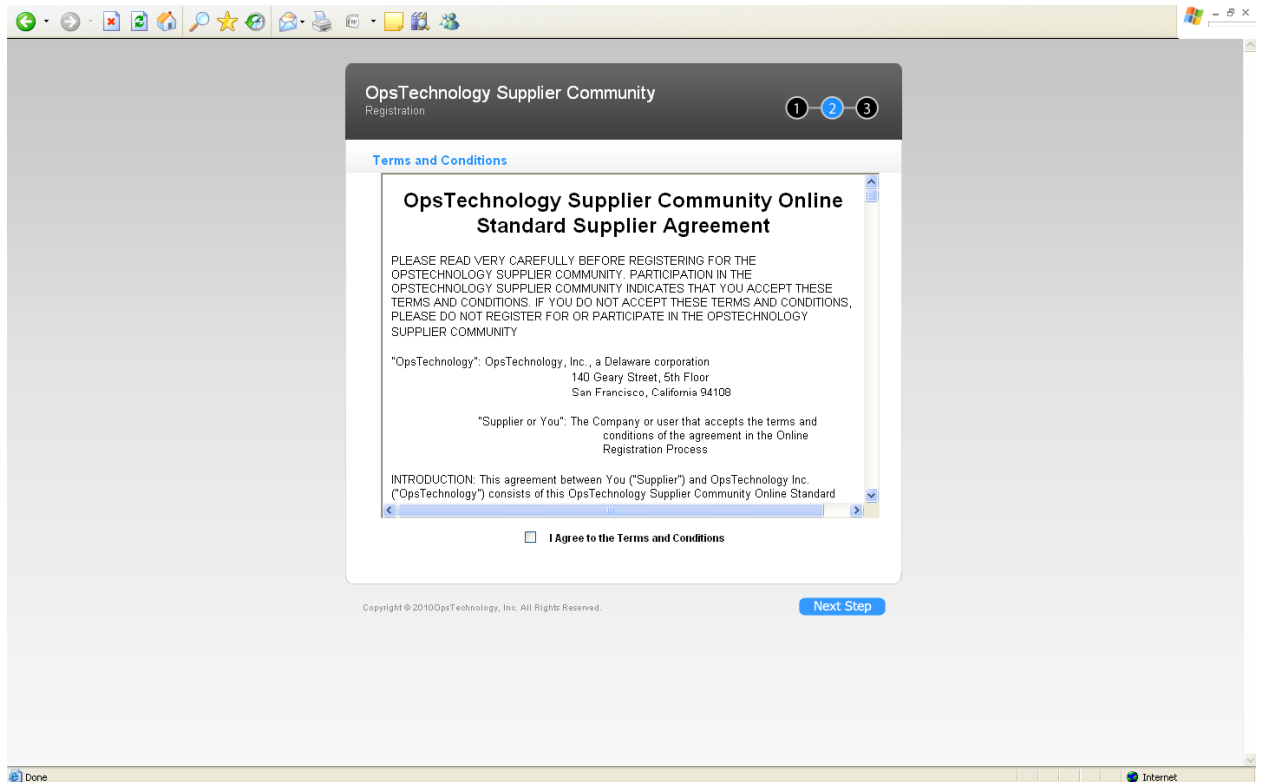 OpsTechnology Supplier Community
Registration
1 2 3
Terms and Conditions
OpsTechnology Supplier Community Online
Standard Supplier Agreement
PLEASE READ VERY CAREFULLY BEFORE REGISTERING FOR THE
OPSTECHNOLOGY SUPPLIER COMMUNITY. PARTICIPATION IN THE
OPSTECHNOLOGY SUPPLIER COMMUNITY INDICATES THAT YOU ACCEPT THESE
TERMS AND CONDITIONS. IF YOU DO NOT ACCEPT THESE TERMS AND CONDITIONS,
PLEASE DO NOT REGISTER FOR OR PARTICIPATE IN THE OPSTECHNOLOGY
SUPPLIER COMMUNITY
"OpsTechnology": OpsTechnology, Inc., a Delaware corporation
140 Geary Street, 5th Floor
San Francisco, California 94108
"Supplier or You": The Company or user that accepts the terms and
conditions of the agreement in the Online
Registration Process
INTRODUCTION: This agreement between You ("Supplier") and OpsTechnology Inc.
("OpsTechnology") consists of this OpsTechnology Supplier Community Online Standard
I Agree to the Terms and Conditions
Copyright © 2010OpsTechnology, Inc. All Rights Reserved.
Next Step
Done
Internet